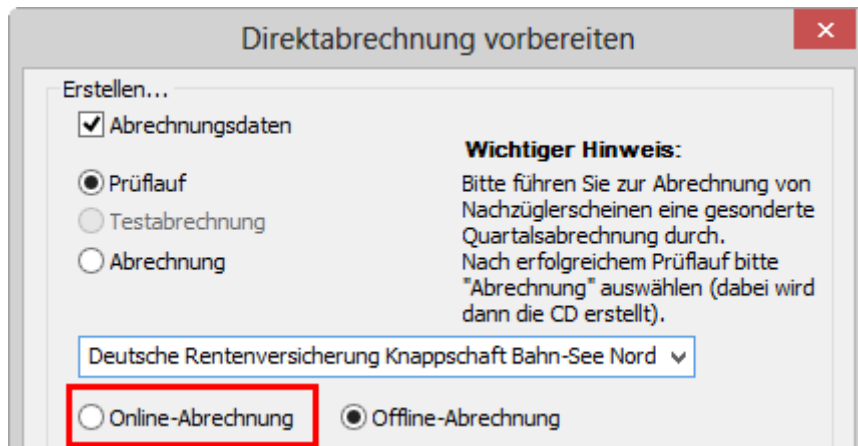 Direktabrechnung vorbereiten
Erstellen...
Abrechnungsdaten
Prüflauf
Testabrechnung
Abrechnung
Wichtiger Hinweis:
Bitte führen Sie zur Abrechnung von
Nachzüglerscheinen eine gesonderte
Quartalsabrechnung durch.
Nach erfolgreichem Prüflauf bitte
"Abrechnung" auswählen (dabei wird
dann die CD erstellt).
Deutsche Rentenversicherung Knappschaft Bahn-See Nord
Online-Abrechnung Offline-Abrechnung